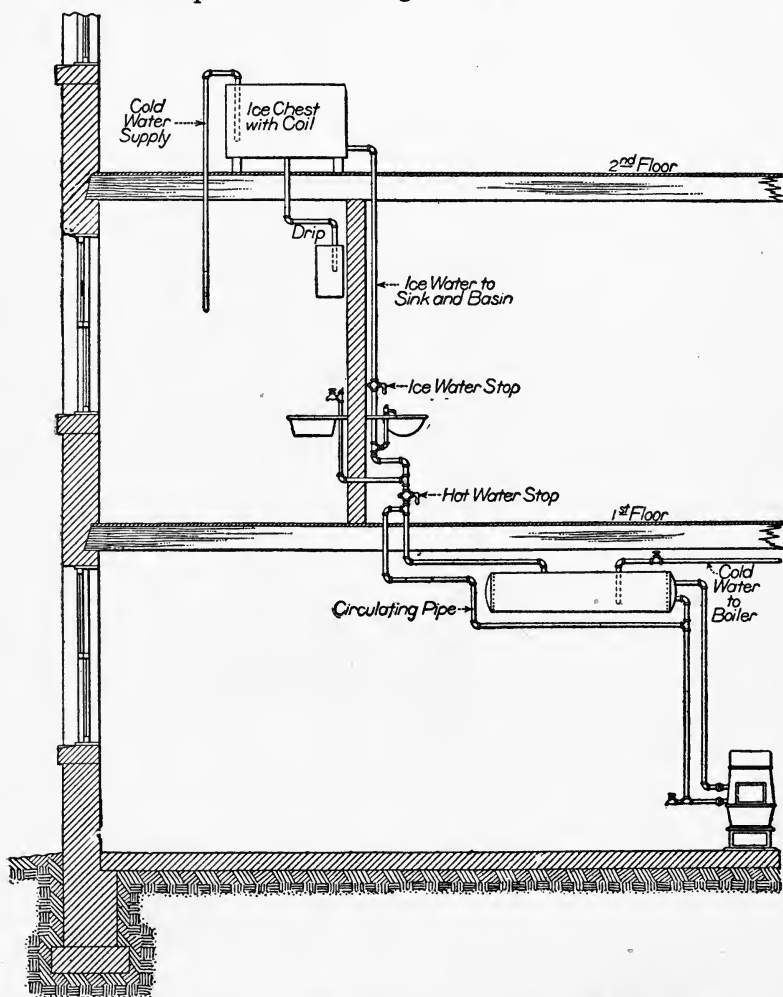 Cold
Water
Supply
Ice Chest
with Coil
2nd Floor
Drip
Ice Water to
Sink and Basin
Ice Water Stop
Hot Water Stop
1st Floor
Cold
Water
to
Boiler
Circulating Pipe